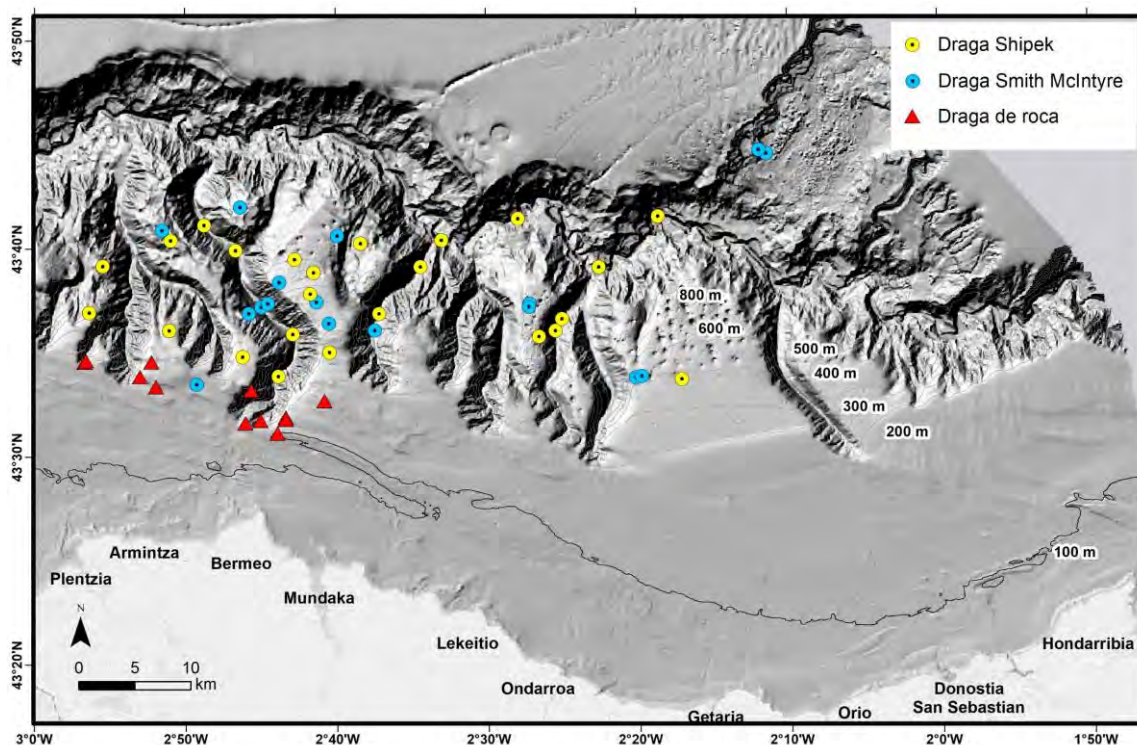 43°50'N
43°40'N
43°30'N
43°20'N
Draga Shipek
Draga Smith McIntyre
Draga de roca
800 m
600 m
500 m
400 m
300 m
200 m
100 m
Armintza
Plentzia
Bermeo
Mundaka
Lekeitio
Ondarroa
Getaria
Orio
Donostia
San Sebastian
Hondarribia
N
0 5 10
km
3°0'0"O
2°50'O
2°40'O
2°30'O
2°20'O
2°10'O
2°0'O
1°50'O